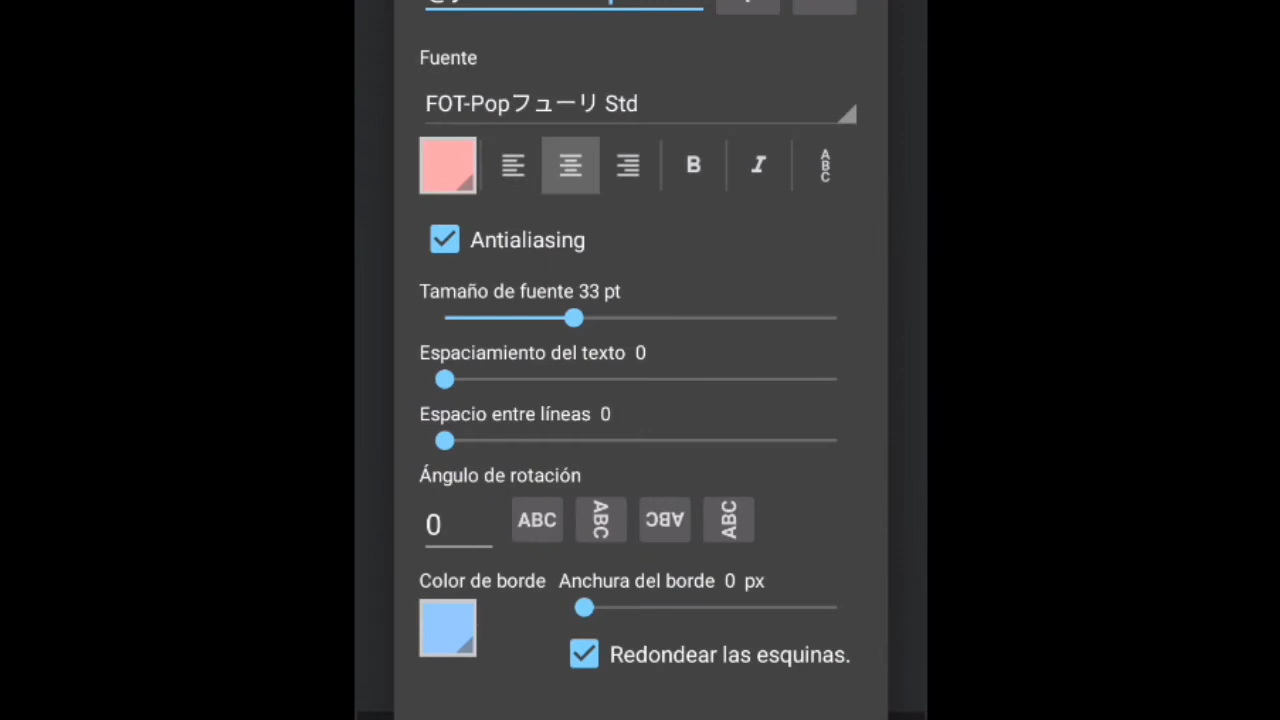 Fuente
FOT-Popフューリ Std
B I ABC
Antialiasing
Tamaño de fuente 33 pt
Espaciamiento del texto 0
Espacio entre líneas 0
Ángulo de rotación
0 ABC ABC ABC ABC
Color de borde Anchura del borde 0 px
Redondear las esquinas.